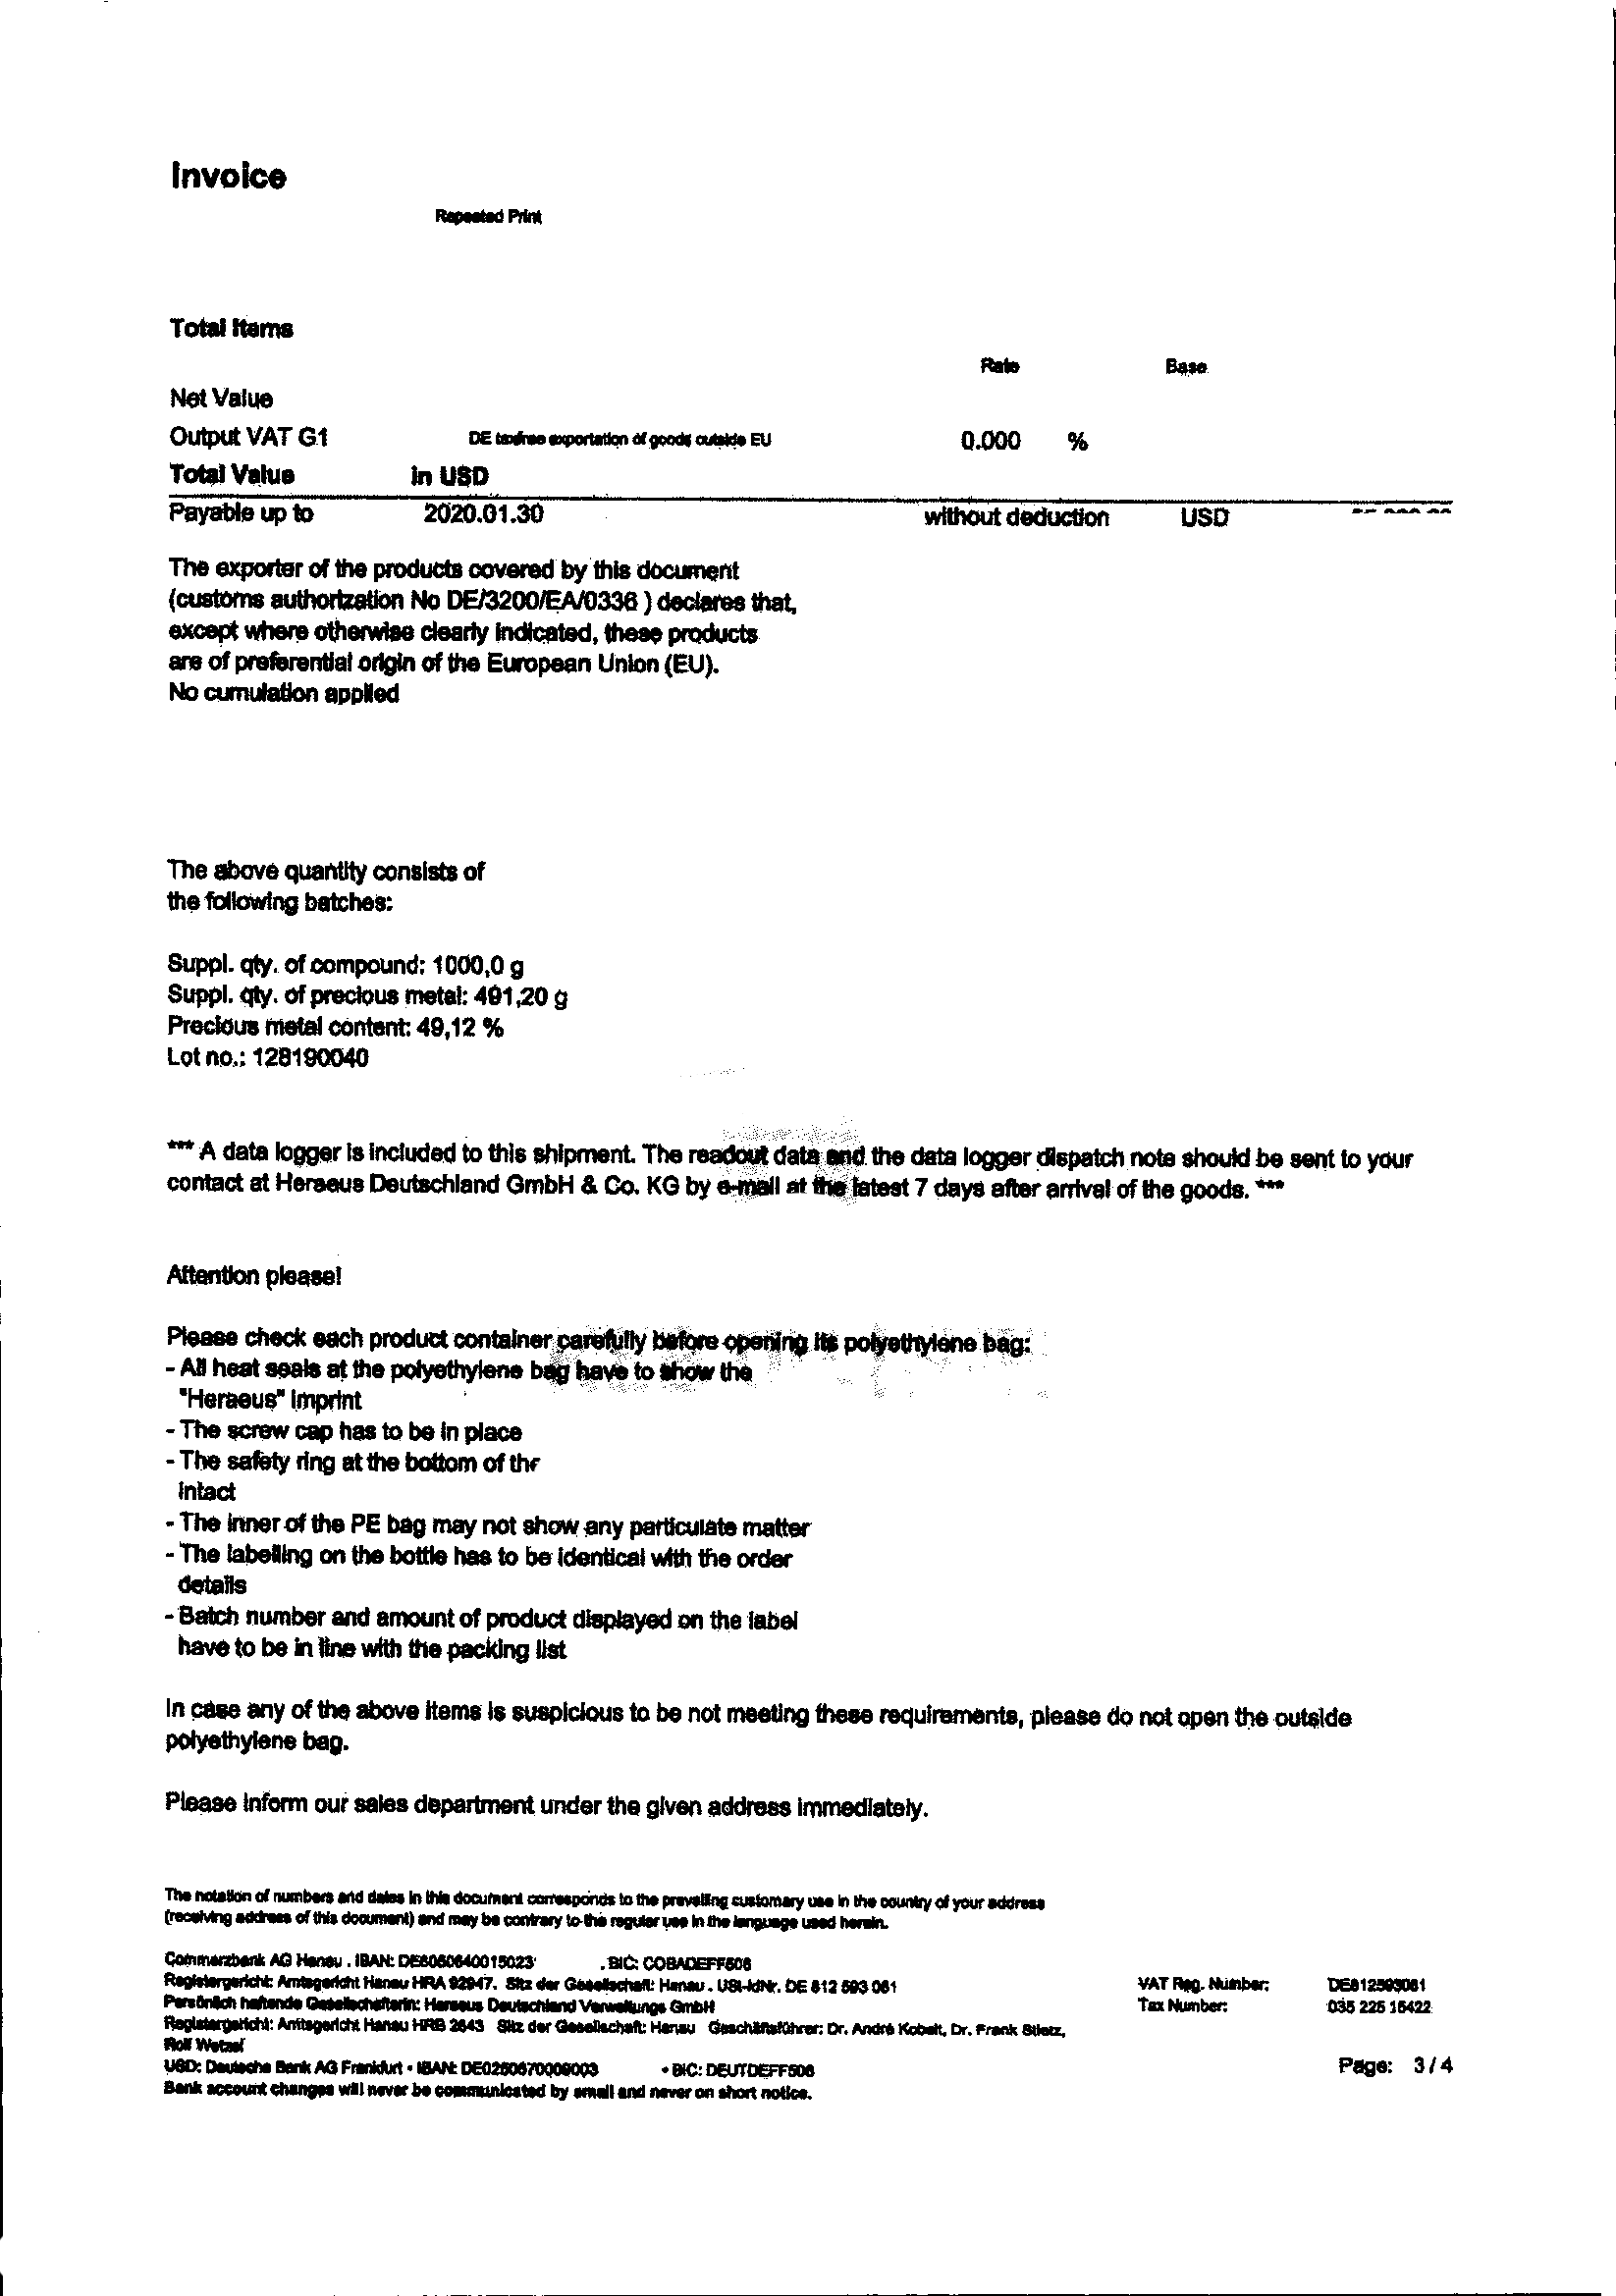 Invoice
Repeated Print
Total Items
Rate Base
Net Value
Output VAT G1 DE taxfree exportation of goods outside EU 0.000 %
Total Value in USD
Payable up to 2020.01.30 without deduction USD
The exporter of the products covered by this document
(customs authorization No DE/3200/EA/0336 ) declares that,
except where otherwise clearly indicated, these products
are of preferential origin of the European Union (EU).
No cumulation applied
The above quantity consists of
the following batches:
Suppl. qty. of compound: 1000,0 g
Suppl. qty. of precious metal: 491,20 g
Precious metal content: 49,12 %
Lot no.: 128190040
*** A data logger is included to this shipment. The readout data and the data logger dispatch note should be sent to your
contact at Heraeus Deutschland GmbH & Co. KG by e-mail at the latest 7 days after arrival of the goods. ***
Attention please!
Please check each product container carefully before opening its polyethylene bag:
- All heat seals at the polyethylene bag have to show the
"Heraeus" imprint
- The screw cap has to be in place
- The safety ring at the bottom of
intact
- The inner of the PE bag may not show any particulate matter
- The labelling on the bottle has to be identical with the order
details
- Batch number and amount of product displayed on the label
have to be in line with the packing list
In case any of the above items is suspicious to be not meeting these requirements, please do not open the outside
polyethylene bag.
Please inform our sales department under the given address immediately.
The notation of numbers and dates in this document corresponds to the prevailing customary use in the country of your address
(receiving address of this document) and may be contrary to the regular use in the language used herein.
Commerzbank AG Hanau . IBAN: DE6050640015023 . BIC: COBADEFF506
Registergericht: Amtsgericht Hanau HRA 92947. Sitz der Gesellschaft: Hanau . USt-IdNr. DE 812 593 061 VAT Reg. Number: DE812593061
Persönlich haftende Gesellschafterin: Heraeus Deutschland Verwaltungs GmbH Tax Number: 035 225 15422
Registergericht: Amtsgericht Hanau HRB 2643 Sitz der Gesellschaft: Hanau Geschäftsführer: Dr. André Kobelt, Dr. Frank Stietz,
Rolf Wetzel
USD: Deutsche Bank AG Frankfurt • IBAN: DE0250670009003 • BIC: DEUTDEFF506 Page: 3 / 4
Bank account changes will never be communicated by email and never on short notice.